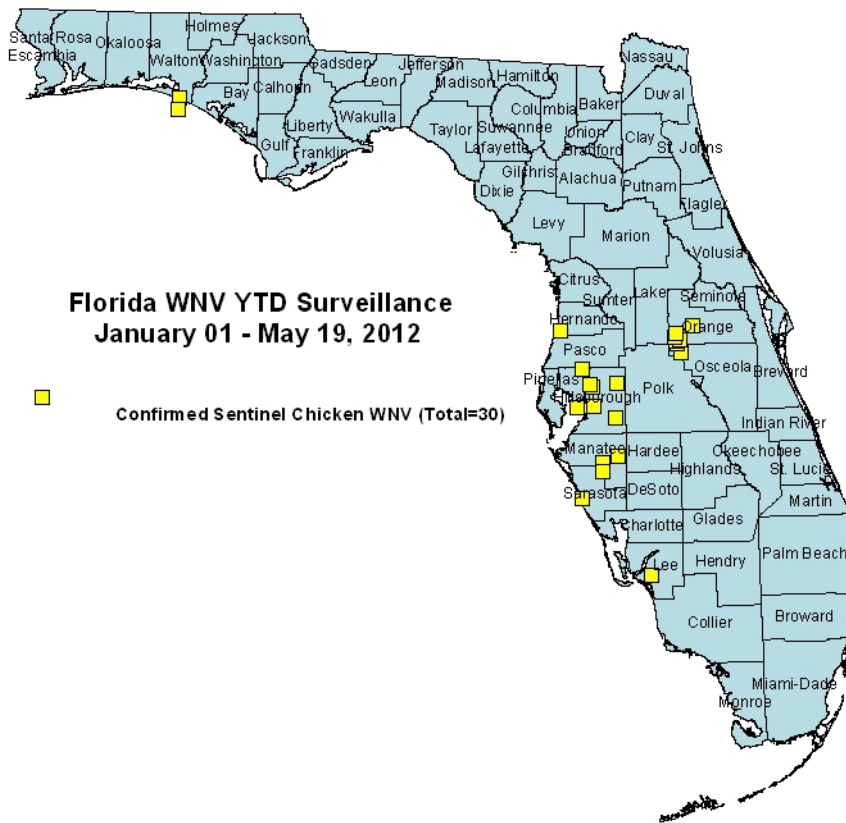 Holmes
Santa Rosa Okaloosa Jackson
Escambia Walton Washington Gadsden Jefferson Hamilton Nassau
Bay Calhoun Leon Madison Columbia Baker Duval
Liberty Wakulla Suwannee Union Clay
Gulf Franklin Taylor Lafayette Bradford St. Johns
Gilchrist Alachua Putnam
Dixie Flagler
Levy Marion
Volusia
Citrus
Lake Seminole
Sumter
Florida WNV YTD Surveillance
January 01 - May 19, 2012
Hernando Orange
Pasco
Osceola Brevard
Pinellas Polk
Hillsborough
Confirmed Sentinel Chicken WNV (Total=30)
Indian River
Manatee Hardee Okeechobee
Highlands St. Lucie
Sarasota DeSoto Martin
Charlotte Glades
Lee Hendry Palm Beach
Collier Broward
Miami-Dade
Monroe